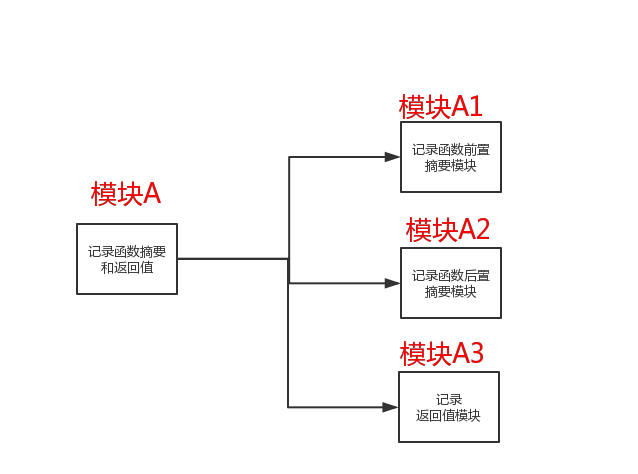 模块A
记录函数摘要
和返回值
模块A1
记录函数前置
摘要模块
模块A2
记录函数后置
摘要模块
模块A3
记录
返回值模块